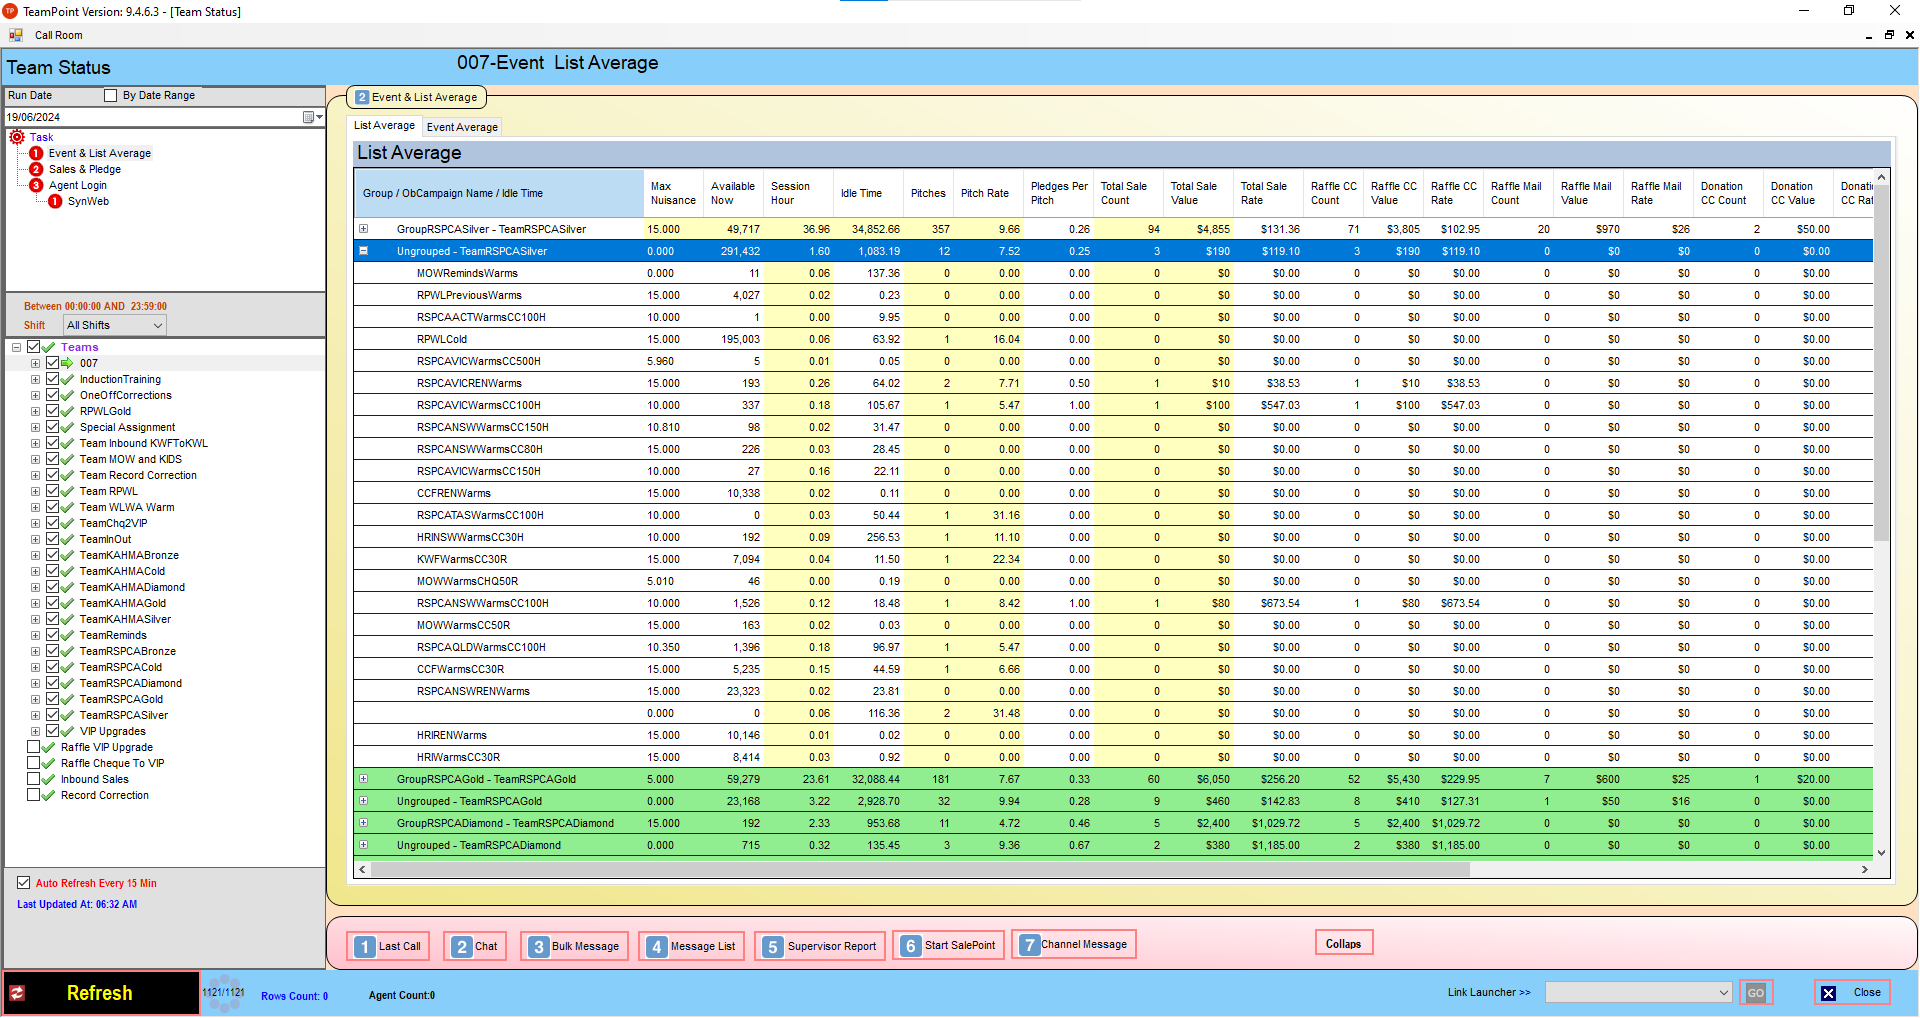 TeamPoint Version: 9.4.6.3 - [Team Status]
Call Room
Team Status
007-Event List Average
Run Date By Date Range
19/06/2024
Task
1 Event & List Average
2 Sales & Pledge
3 Agent Login
1 SynWeb
Between 00:00:00 AND 23:59:00
Shift All Shifts
Teams
007
InductionTraining
OneOffCorrections
RPWLGold
Special Assignment
Team Inbound KWFToKWL
Team MOW and KIDS
Team Record Correction
Team RPWL
Team WLWA Warm
TeamChq2VIP
TeamInOut
TeamKAHMABronze
TeamKAHMACold
TeamKAHMADiamond
TeamKAHMAGold
TeamKAHMASilver
TeamReminds
TeamRSPCABronze
TeamRSPCACold
TeamRSPCADiamond
TeamRSPCAGold
TeamRSPCASilver
VIP Upgrades
Raffle VIP Upgrade
Raffle Cheque To VIP
Inbound Sales
Record Correction
Auto Refresh Every 15 Min
Last Updated At: 06:32 AM
2 Event & List Average
List Average Event Average
List Average
Group / ObCampaign Name / Idle Time Max Nuisance Available Now Session Hour Idle Time Pitches Pitch Rate Pledges Per Pitch Total Sale Count Total Sale Value Total Sale Rate Raffle CC Count Raffle CC Value Raffle CC Rate Raffle Mail Count Raffle Mail Value Raffle Mail Rate Donation CC Count Donation CC Value Donati CC Rat
GroupRSPCASilver - TeamRSPCASilver 15.000 49,717 36.96 34,852.66 357 9.66 0.26 94 $4,855 $131.36 71 $3,805 $102.95 20 $970 $26 2 $50.00
Ungrouped - TeamRSPCASilver 0.000 291,432 1.60 1,083.19 12 7.52 0.25 3 $190 $119.10 3 $190 $119.10 0 $0 $0 0 $0.00
MOWRemindsWarms 0.000 11 0.06 137.36 0 0.00 0.00 0 $0 $0.00 0 $0 $0.00 0 $0 $0 0 $0.00
RPWLPreviousWarms 15.000 4,027 0.02 0.23 0 0.00 0.00 0 $0 $0.00 0 $0 $0.00 0 $0 $0 0 $0.00
RSPCAACTWarmsCC100H 10.000 1 0.00 9.95 0 0.00 0.00 0 $0 $0.00 0 $0 $0.00 0 $0 $0 0 $0.00
RPWLCold 15.000 195,003 0.06 63.92 1 16.04 0.00 0 $0 $0.00 0 $0 $0.00 0 $0 $0 0 $0.00
RSPCAVICWarmsCC500H 5.960 5 0.01 0.05 0 0.00 0.00 0 $0 $0.00 0 $0 $0.00 0 $0 $0 0 $0.00
RSPCAVICRENWarms 15.000 193 0.26 64.02 2 7.71 0.50 1 $10 $38.53 1 $10 $38.53 0 $0 $0 0 $0.00
RSPCAVICWarmsCC100H 10.000 337 0.18 105.67 1 5.47 1.00 1 $100 $547.03 1 $100 $547.03 0 $0 $0 0 $0.00
RSPCANSWWarmsCC150H 10.810 98 0.02 31.47 0 0.00 0.00 0 $0 $0.00 0 $0 $0.00 0 $0 $0 0 $0.00
RSPCANSWWarmsCC80H 15.000 226 0.03 28.45 0 0.00 0.00 0 $0 $0.00 0 $0 $0.00 0 $0 $0 0 $0.00
RSPCAVICWarmsCC150H 10.000 27 0.16 22.11 0 0.00 0.00 0 $0 $0.00 0 $0 $0.00 0 $0 $0 0 $0.00
CCFRENWarms 15.000 10,338 0.02 0.11 0 0.00 0.00 0 $0 $0.00 0 $0 $0.00 0 $0 $0 0 $0.00
RSPCATASWarmsCC100H 10.000 0 0.03 50.44 1 31.16 0.00 0 $0 $0.00 0 $0 $0.00 0 $0 $0 0 $0.00
HRINSWWarmsCC30H 10.000 192 0.09 256.53 1 11.10 0.00 0 $0 $0.00 0 $0 $0.00 0 $0 $0 0 $0.00
KWFWarmsCC30R 15.000 7,094 0.04 11.50 1 22.34 0.00 0 $0 $0.00 0 $0 $0.00 0 $0 $0 0 $0.00
MOWWarmsCHQ50R 5.010 46 0.00 0.19 0 0.00 0.00 0 $0 $0.00 0 $0 $0.00 0 $0 $0 0 $0.00
RSPCANSWWarmsCC100H 10.000 1,526 0.12 18.48 1 8.42 1.00 1 $80 $673.54 1 $80 $673.54 0 $0 $0 0 $0.00
MOWWarmsCC50R 15.000 163 0.02 0.03 0 0.00 0.00 0 $0 $0.00 0 $0 $0.00 0 $0 $0 0 $0.00
RSPCAQLDWarmsCC100H 10.350 1,396 0.18 96.97 1 5.47 0.00 0 $0 $0.00 0 $0 $0.00 0 $0 $0 0 $0.00
CCFWarmsCC30R 15.000 5,235 0.15 44.59 1 6.66 0.00 0 $0 $0.00 0 $0 $0.00 0 $0 $0 0 $0.00
RSPCANSWRENWarms 15.000 23,323 0.02 23.81 0 0.00 0.00 0 $0 $0.00 0 $0 $0.00 0 $0 $0 0 $0.00
0.000 0 0.06 116.36 2 31.48 0.00 0 $0 $0.00 0 $0 $0.00 0 $0 $0 0 $0.00
HRIRENWarms 15.000 10,146 0.01 0.02 0 0.00 0.00 0 $0 $0.00 0 $0 $0.00 0 $0 $0 0 $0.00
HRIWarmsCC30R 15.000 8,414 0.03 0.92 0 0.00 0.00 0 $0 $0.00 0 $0 $0.00 0 $0 $0 0 $0.00
GroupRSPCAGold - TeamRSPCAGold 5.000 59,279 23.61 32,088.44 181 7.67 0.33 60 $6,050 $256.20 52 $5,430 $229.95 7 $600 $25 1 $20.00
Ungrouped - TeamRSPCAGold 0.000 23,168 3.22 2,928.70 32 9.94 0.28 9 $460 $142.83 8 $410 $127.31 1 $50 $16 0 $0.00
GroupRSPCADiamond - TeamRSPCADiamond 15.000 192 2.33 953.68 11 4.72 0.46 5 $2,400 $1,029.72 5 $2,400 $1,029.72 0 $0 $0 0 $0.00
Ungrouped - TeamRSPCADiamond 0.000 715 0.32 135.45 3 9.36 0.67 2 $380 $1,185.00 2 $380 $1,185.00 0 $0 $0 0 $0.00
1 Last Call 2 Chat 3 Bulk Message 4 Message List 5 Supervisor Report 6 Start SalePoint 7 Channel Message Collaps
Refresh 1121/1121 Rows Count: 0 Agent Count:0 Link Launcher >> GO Close